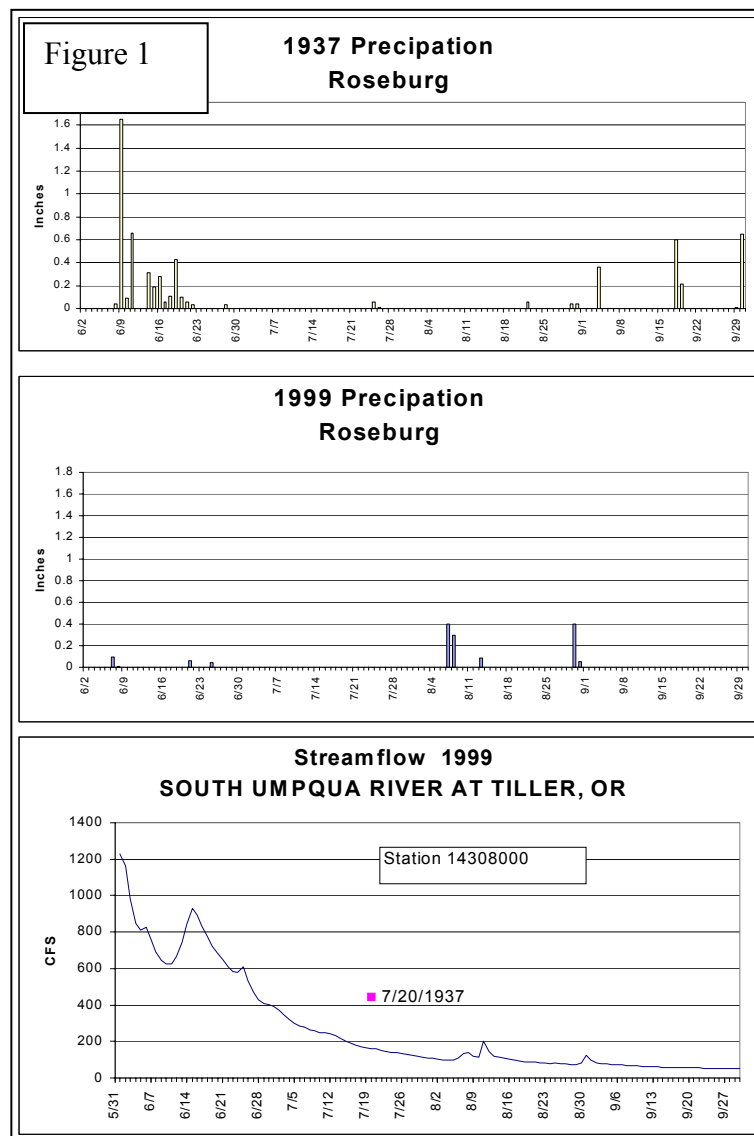 Figure 1
1937 Precipation
Roseburg
1.6
1.4
1.2
1
0.8
0.6
0.4
0.2
0
Inches
6/2 6/9 6/16 6/23 6/30 7/7 7/14 7/21 7/28 8/4 8/11 8/18 8/25 9/1 9/8 9/15 9/22 9/29
1999 Precipation
Roseburg
1.8
1.6
1.4
1.2
1
0.8
0.6
0.4
0.2
0
Inches
6/2 6/9 6/16 6/23 6/30 7/7 7/14 7/21 7/28 8/4 8/11 8/18 8/25 9/1 9/8 9/15 9/22 9/29
Streamflow 1999
SOUTH UMPQUA RIVER AT TILLER, OR
1400
1200
1000
800
600
400
200
0
CFS
Station 14308000
7/20/1937
5/31 6/7 6/14 6/21 6/28 7/5 7/12 7/19 7/26 8/2 8/9 8/16 8/23 8/30 9/6 9/13 9/20 9/27